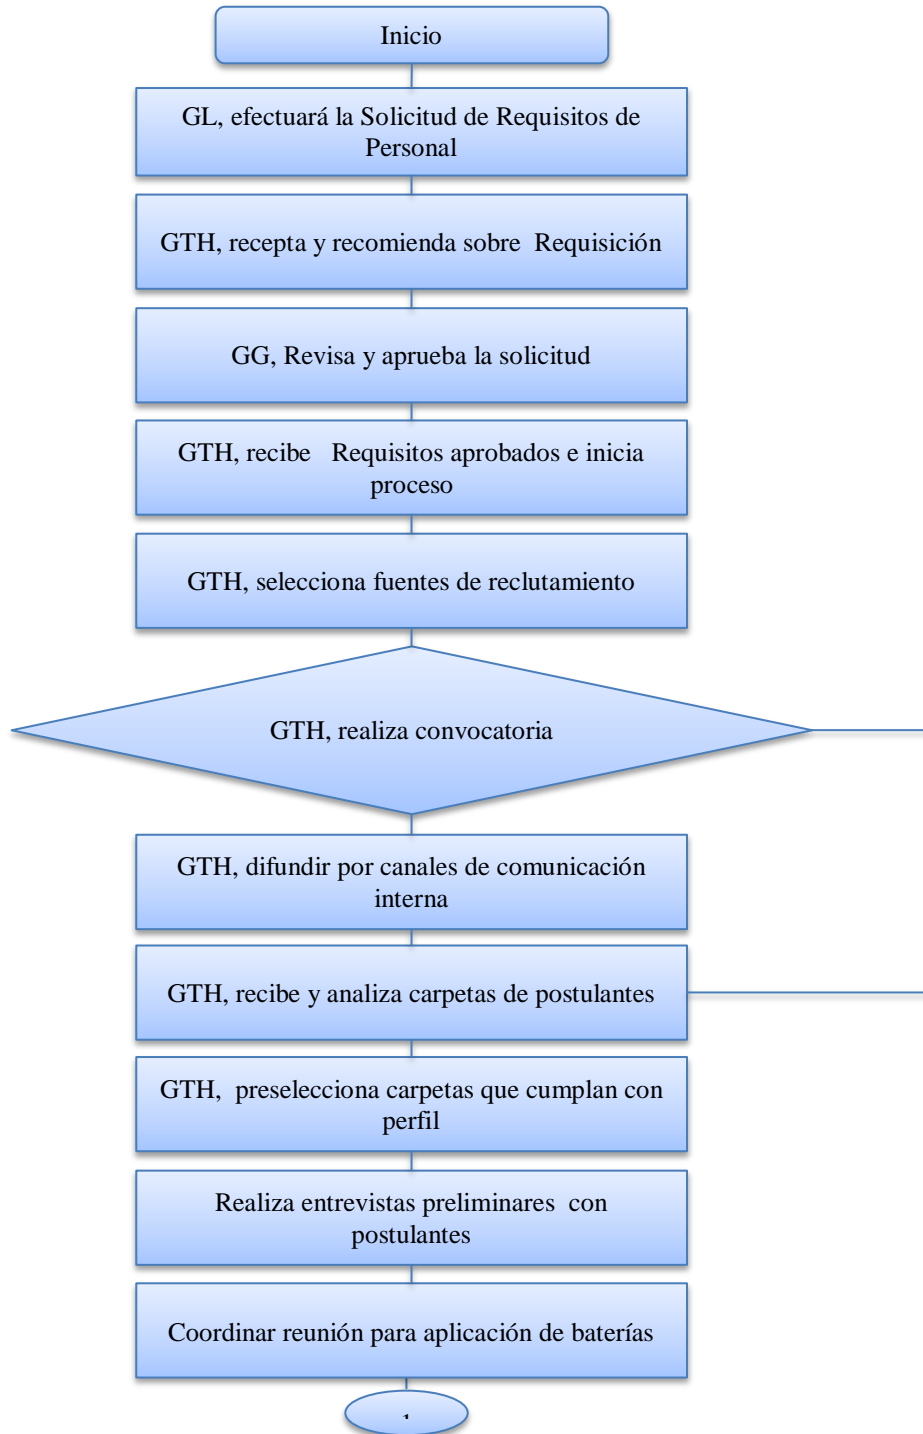 Inicio
GL, efectuará la Solicitud de Requisitos de
Personal
GTH, recepta y recomienda sobre  Requisición
GG, Revisa y aprueba la solicitud
GTH, recibe   Requisitos aprobados e inicia
proceso
GTH, selecciona fuentes de reclutamiento
GTH, realiza convocatoria
GTH, difundir por canales de comunicación
interna
GTH, recibe y analiza carpetas de postulantes
GTH,  preselecciona carpetas que cumplan con
perfil
Realiza entrevistas preliminares  con
postulantes
Coordinar reunión para aplicación de baterías